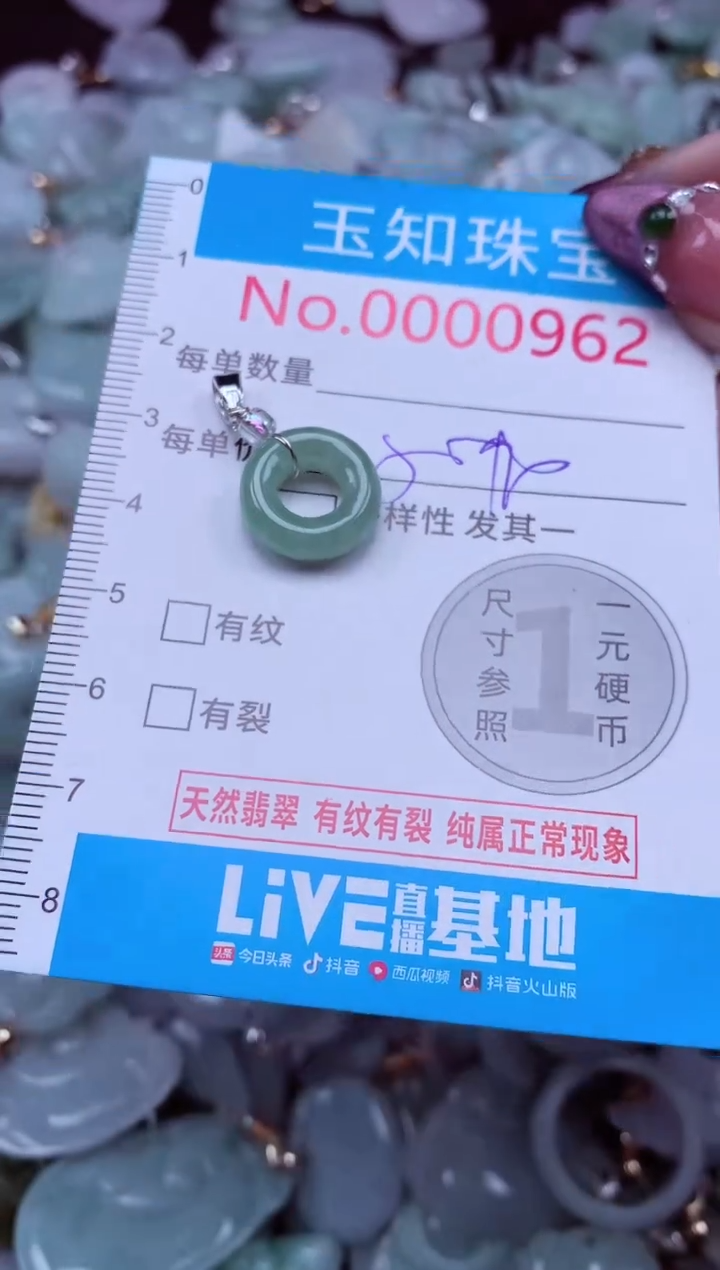 0
玉知珠宝
1
No.0000962
2
每单数量
3
每单价
4
样性 发其一
5
有纹
6
有裂
尺寸参照
1
一元硬币
7
天然翡翠 有纹有裂 纯属正常现象
8
LiVE直播基地
头条 今日头条 抖音 西瓜视频 抖音火山版